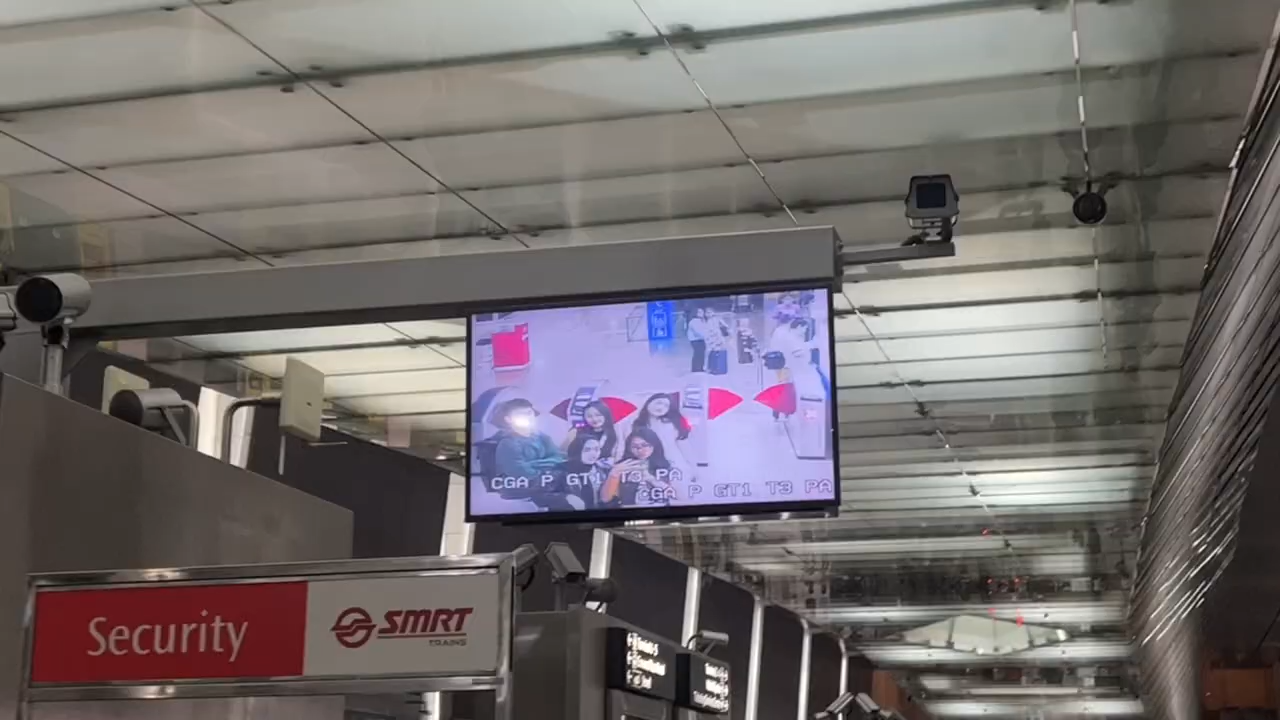 CGA P GT1 T3 PA
CGA P GT1 T3 PA
Security
SMRT
TRAINS